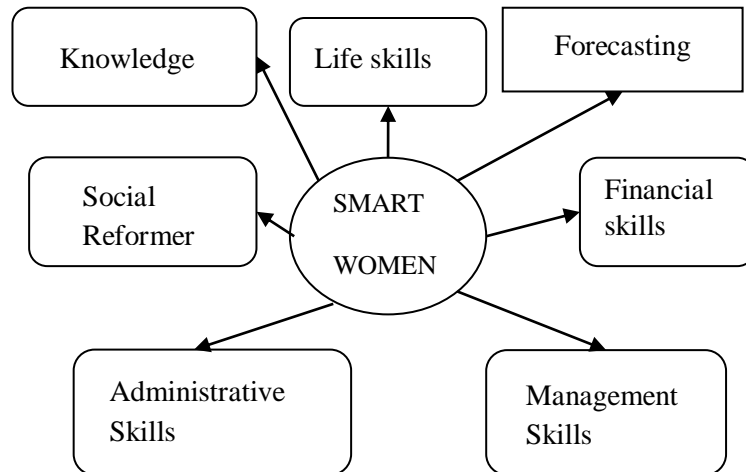 Knowledge
Life skills
Forecasting
Social
Reformer
SMART
WOMEN
Financial
skills
Administrative
Skills
Management
Skills